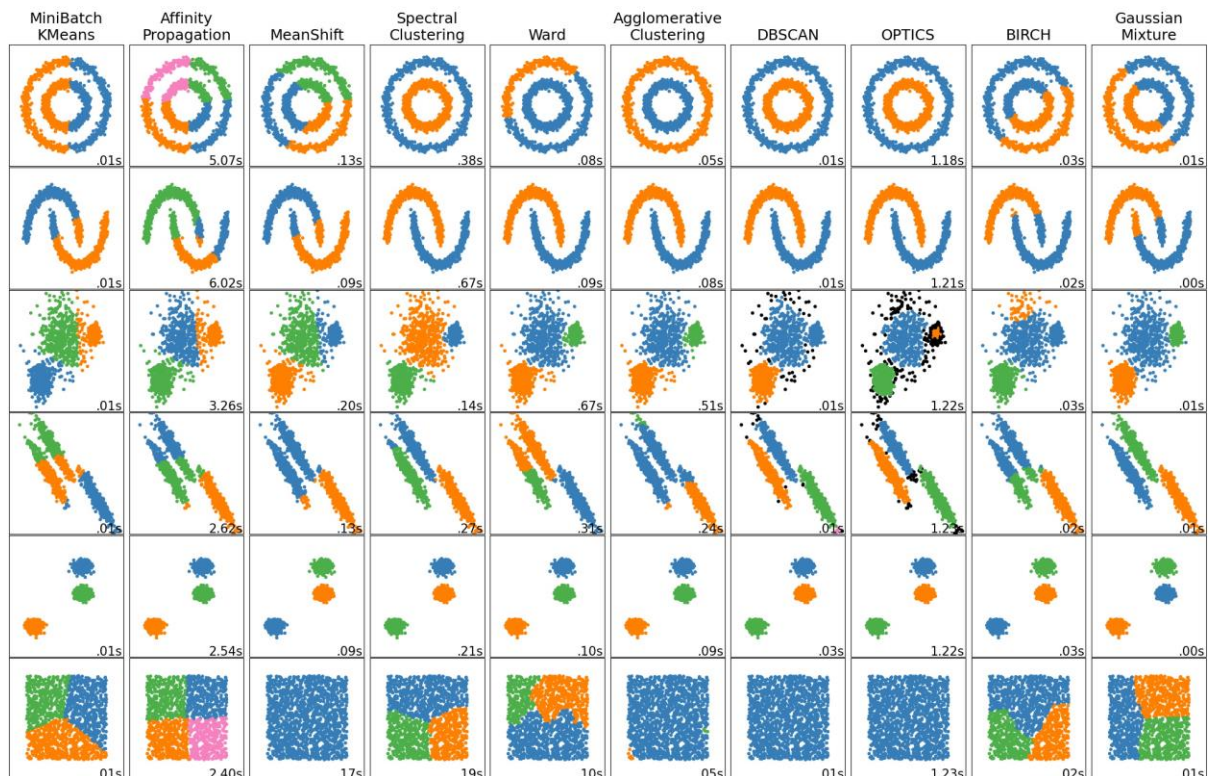 MiniBatch
KMeans
Affinity
Propagation
MeanShift
Spectral
Clustering
Ward
Agglomerative
Clustering
DBSCAN
OPTICS
BIRCH
Gaussian
Mixture
.01s 5.07s .13s .38s .08s .05s .01s 1.18s .03s .01s
.01s 6.02s .09s .67s .09s .08s .01s 1.21s .02s .00s
.01s 3.26s .20s .14s .67s .51s .01s 1.22s .03s .01s
.01s 2.62s .13s .27s .31s .24s .01s 1.23s .02s .01s
.01s 2.54s .09s .21s .10s .09s .03s 1.22s .03s .00s
.01s 2.40s .17s .19s .10s .05s .01s 1.23s .02s .01s